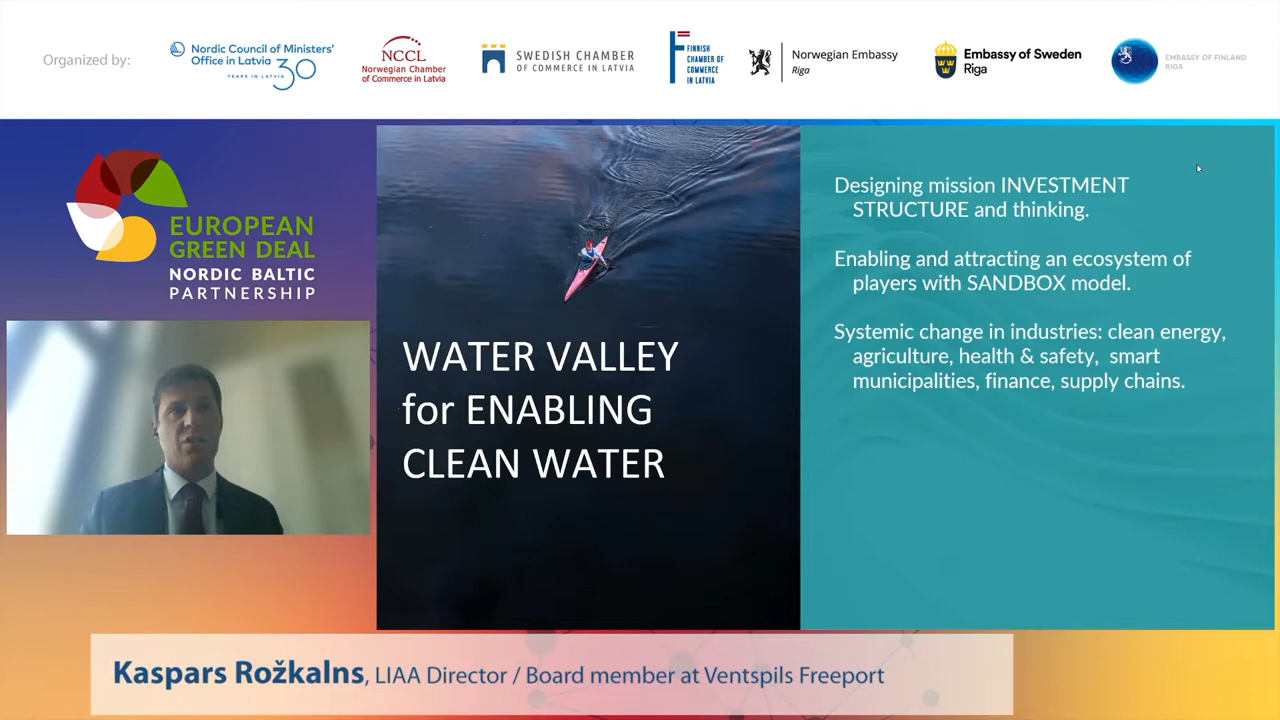 Organized by:
Nordic Council of Ministers'
Office in Latvia
YEARS IN LATVIA 30
NCCL
Norwegian Chamber
of Commerce in Latvia
SWEDISH CHAMBER
OF COMMERCE IN LATVIA
FINNISH
CHAMBER OF
COMMERCE
IN LATVIA
Norwegian Embassy
Riga
Embassy of Sweden
Riga
EMBASSY OF FINLAND
RIGA
EUROPEAN
GREEN DEAL
NORDIC BALTIC
PARTNERSHIP
WATER VALLEY
for ENABLING
CLEAN WATER
Designing mission INVESTMENT
STRUCTURE and thinking.
Enabling and attracting an ecosystem of
players with SANDBOX model.
Systemic change in industries: clean energy,
agriculture, health & safety, smart
municipalities, finance, supply chains.
Kaspars Rožkalns, LIAA Director / Board member at Ventspils Freeport